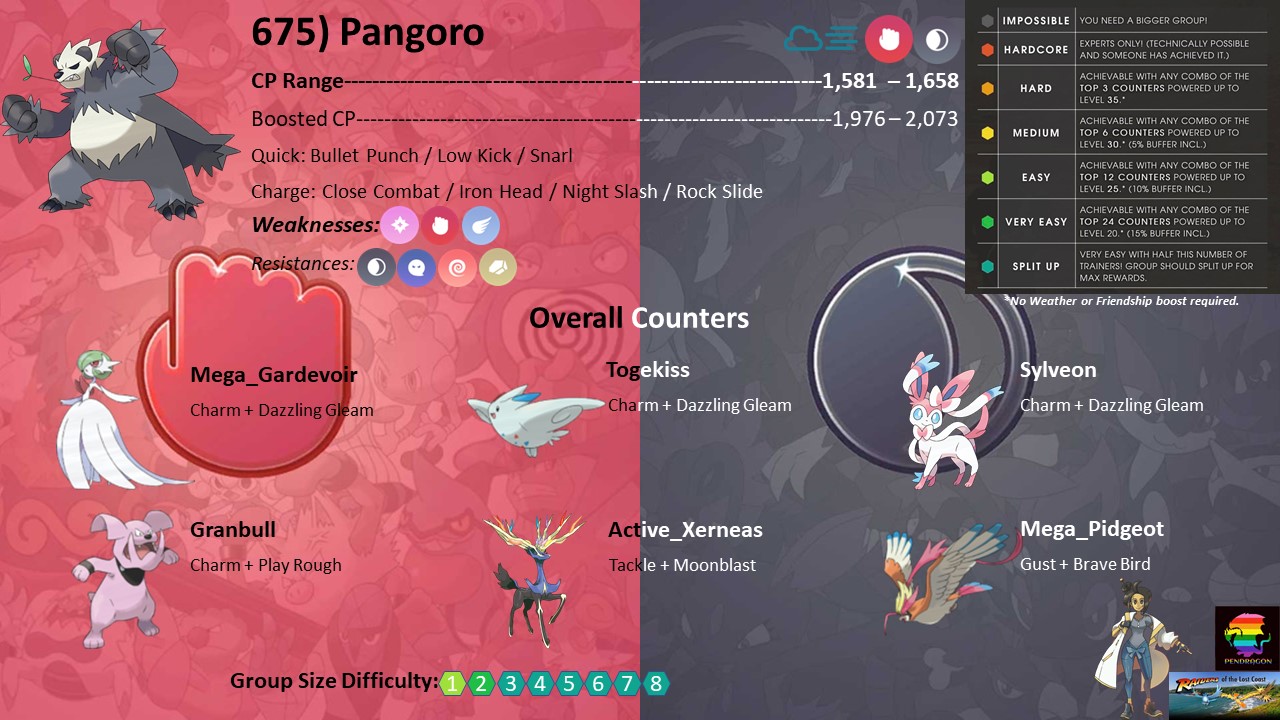 675) Pangoro
CP Range---------------------------------------------------------------------1,581 – 1,658
Boosted CP---------------------------------------------------------------------1,976 – 2,073
Quick: Bullet Punch / Low Kick / Snarl
Charge: Close Combat / Iron Head / Night Slash / Rock Slide
Weaknesses:
Resistances:
IMPOSSIBLE YOU NEED A BIGGER GROUP!
HARDCORE EXPERTS ONLY! (TECHNICALLY POSSIBLE
AND SOMEONE HAS ACHIEVED IT.)
HARD ACHIEVABLE WITH ANY COMBO OF THE
TOP 3 COUNTERS POWERED UP TO
LEVEL 35.*
MEDIUM ACHIEVABLE WITH ANY COMBO OF THE
TOP 6 COUNTERS POWERED UP TO
LEVEL 30.* (5% BUFFER INCL.)
EASY ACHIEVABLE WITH ANY COMBO OF THE
TOP 12 COUNTERS POWERED UP TO
LEVEL 25.* (10% BUFFER INCL.)
VERY EASY ACHIEVABLE WITH ANY COMBO OF THE
TOP 24 COUNTERS POWERED UP TO
LEVEL 20.* (15% BUFFER INCL.)
SPLIT UP VERY EASY WITH HALF THIS NUMBER OF
TRAINERS! GROUP SHOULD SPLIT UP FOR
MAX REWARDS.
*No Weather or Friendship boost required.
Overall Counters
Mega_Gardevoir
Charm + Dazzling Gleam
Togekiss
Charm + Dazzling Gleam
Sylveon
Charm + Dazzling Gleam
Granbull
Charm + Play Rough
Active_Xerneas
Tackle + Moonblast
Mega_Pidgeot
Gust + Brave Bird
Group Size Difficulty: 1 2 3 4 5 6 7 8
PENDRAGON
RAIDERS of the Lost Coast